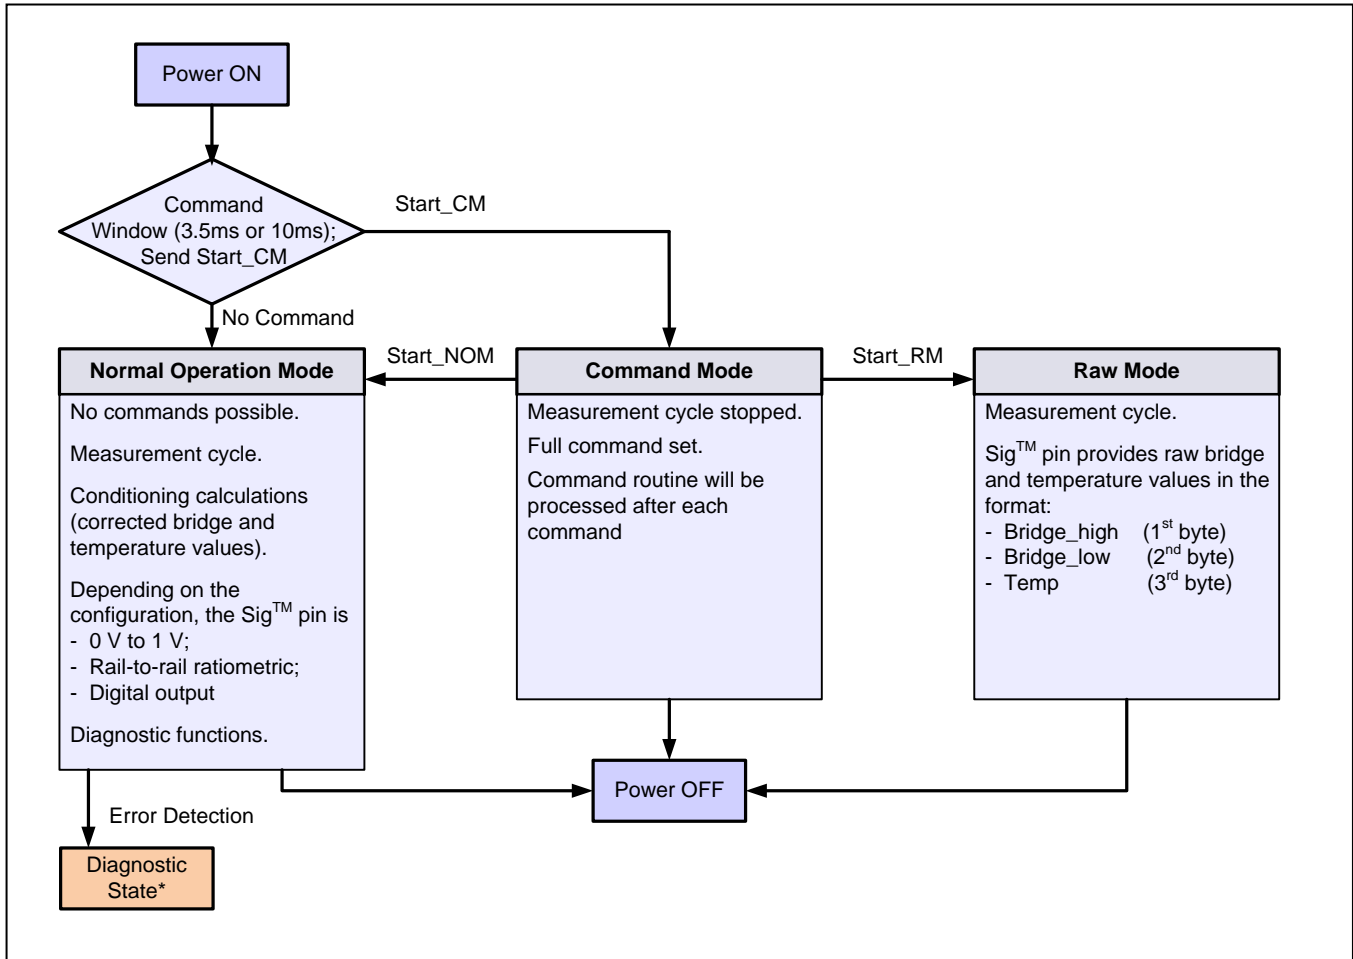 Power ON
Command
Window (3.5ms or 10ms);
Send Start_CM
Start_CM
No Command
Normal Operation Mode
No commands possible.
Measurement cycle.
Conditioning calculations
(corrected bridge and
temperature values).
Depending on the
configuration, the Sig™ pin is
- 0 V to 1 V;
- Rail-to-rail ratiometric;
- Digital output
Diagnostic functions.
Start_NOM
Command Mode
Measurement cycle stopped.
Full command set.
Command routine will be
processed after each
command
Start_RM
Raw Mode
Measurement cycle.
Sig™ pin provides raw bridge
and temperature values in the
format:
- Bridge_high (1st byte)
- Bridge_low (2nd byte)
- Temp (3rd byte)
Power OFF
Error Detection
Diagnostic
State*